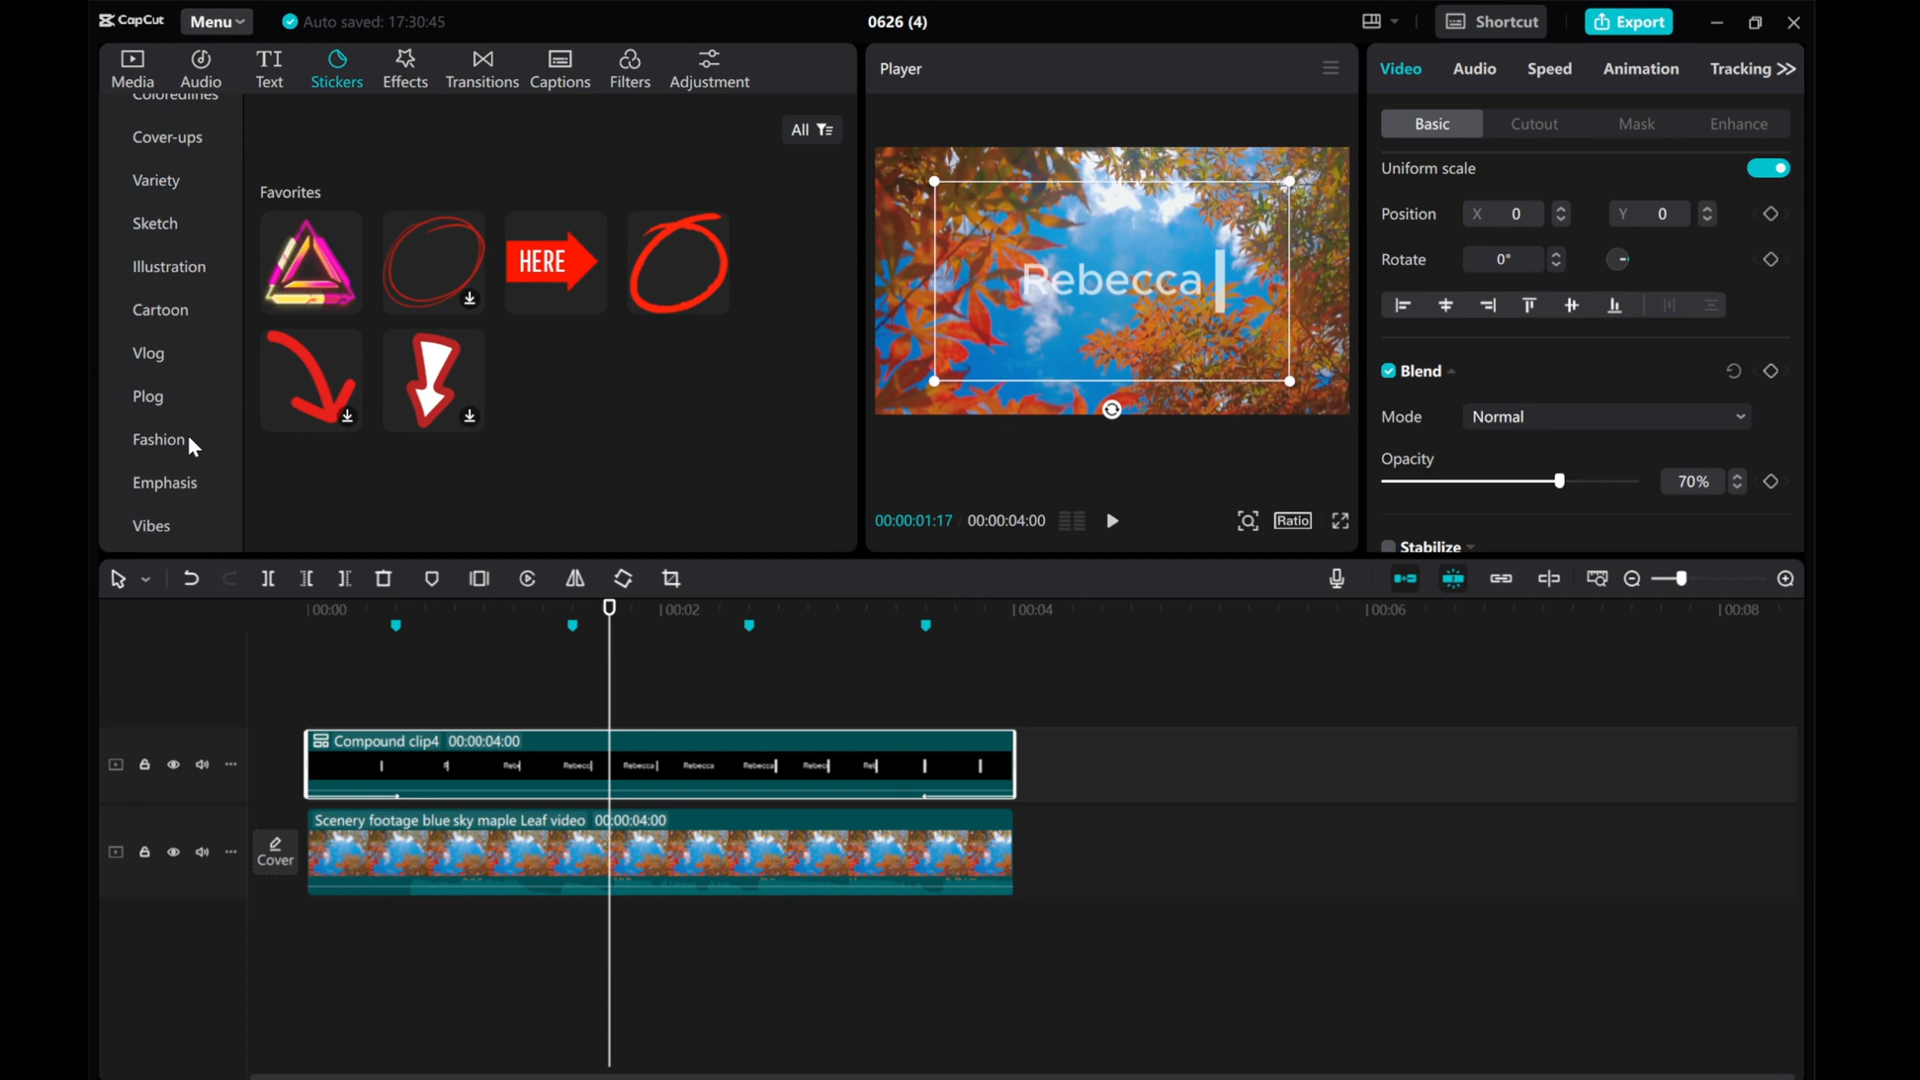 CapCut Menu Auto saved: 17:30:45 0626 (4) Shortcut Export
Media Audio Text Stickers Effects Transitions Captions Filters Adjustment
Coloredlines
Cover-ups
Variety
Sketch
Illustration
Cartoon
Vlog
Plog
Fashion
Emphasis
Vibes
All
Favorites
HERE
Player
Rebecca
00:00:01:17 / 00:00:04:00 Ratio
Video Audio Speed Animation Tracking
Basic Cutout Mask Enhance
Uniform scale
Position X 0 Y 0
Rotate 0°
Blend
Mode Normal
Opacity
70%
Stabilize
00:00 00:02 00:04 00:06 00:08
Compound clip4 00:00:04:00
Rebecca Rebecca Rebecca
Scenery footage blue sky maple Leaf video 00:00:04:00
Cover